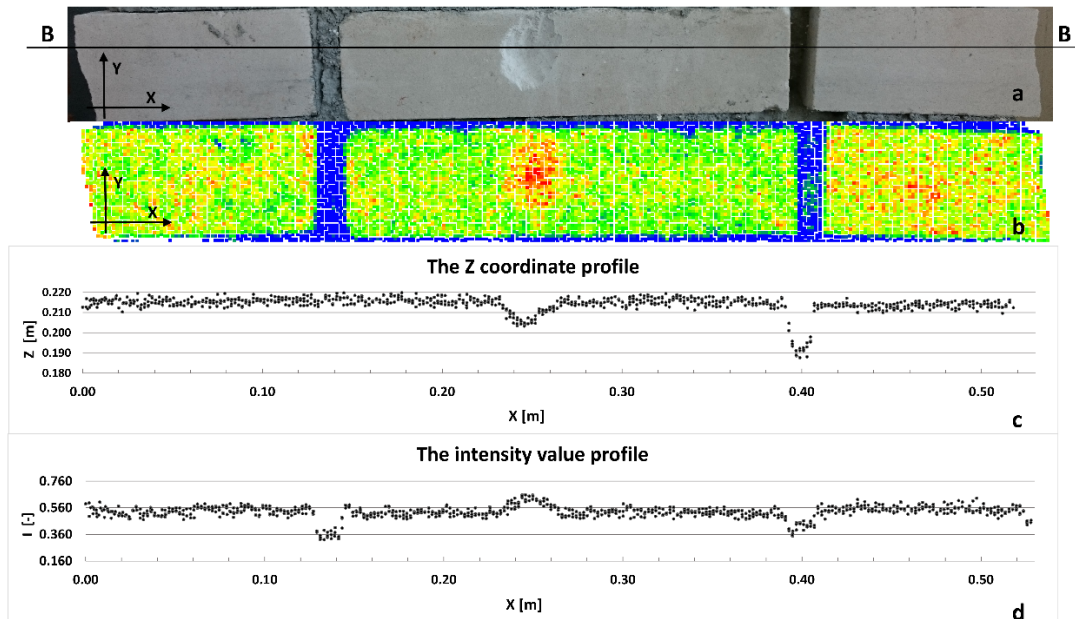 B B
Y
X
a
Y
X
b
The Z coordinate profile
0.220
0.210
0.200
0.190
0.180
Z [m]
0.00 0.10 0.20 0.30 0.40 0.50
X [m]
c
The intensity value profile
0.760
0.560
0.360
0.160
I [-]
0.00 0.10 0.20 0.30 0.40 0.50
X [m]
d